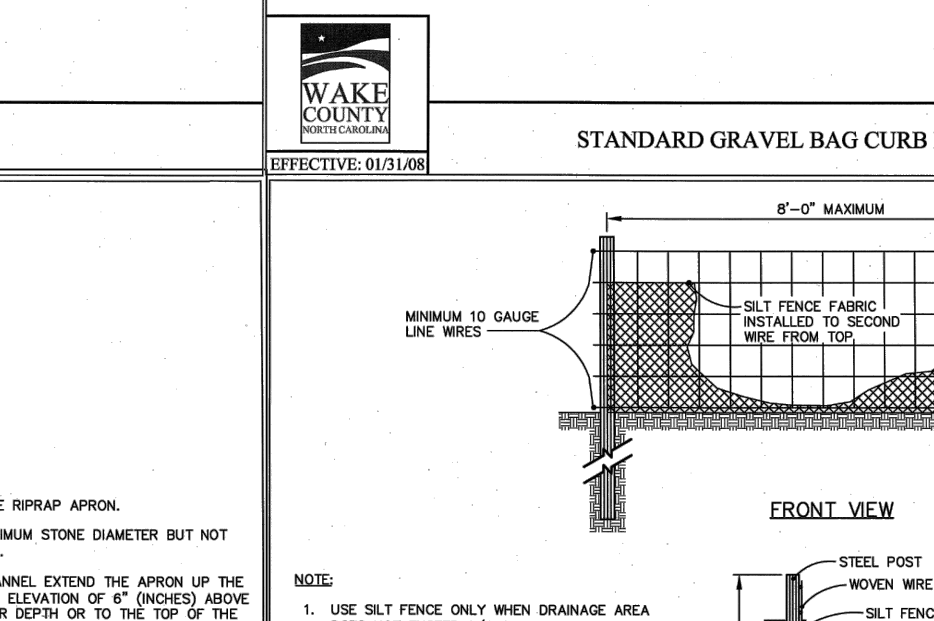 WAKE
COUNTY
NORTH CAROLINA
EFFECTIVE: 01/31/08
STANDARD GRAVEL BAG CURB
8'-0" MAXIMUM
MINIMUM 10 GAUGE
LINE WIRES
SILT FENCE FABRIC
INSTALLED TO SECOND
WIRE FROM TOP
FRONT VIEW
RIPRAP APRON.
STONE DIAMETER BUT NOT
EXTEND THE APRON UP THE
ELEVATION OF 6" (INCHES) ABOVE
DEPTH OR TO THE TOP OF THE
NOTE:
1. USE SILT FENCE ONLY WHEN DRAINAGE AREA
STEEL POST
WOVEN WIRE
SILT